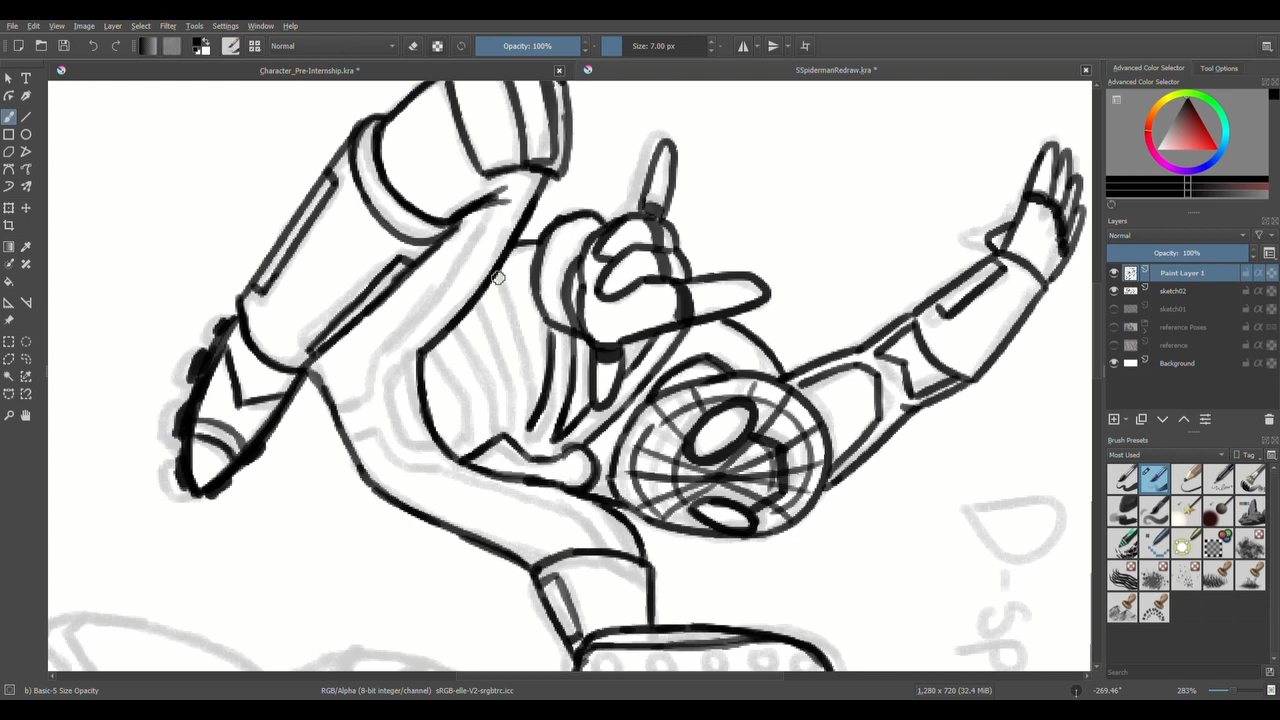 File Edit View Image Layer Select Filter Tools Settings Window Help
Normal Opacity: 100% Size: 7.00 px
Character_Pre-Internship.kra * SSpidermanRedraw.kra *
Advanced Color Selector Tool Options
Advanced Color Selector
Layers
Normal
Opacity: 100%
Paint Layer 1
sketch02
sketch01
reference Poses
reference
Background
Brush Presets
Most Used Tag
D-sp
Search
b) Basic-5 Size Opacity RGB/Alpha (8-bit integer/channel) sRGB-elle-V2-srgbtrc.icc 1,280 x 720 (32.4 MiB) -269.46° 283%